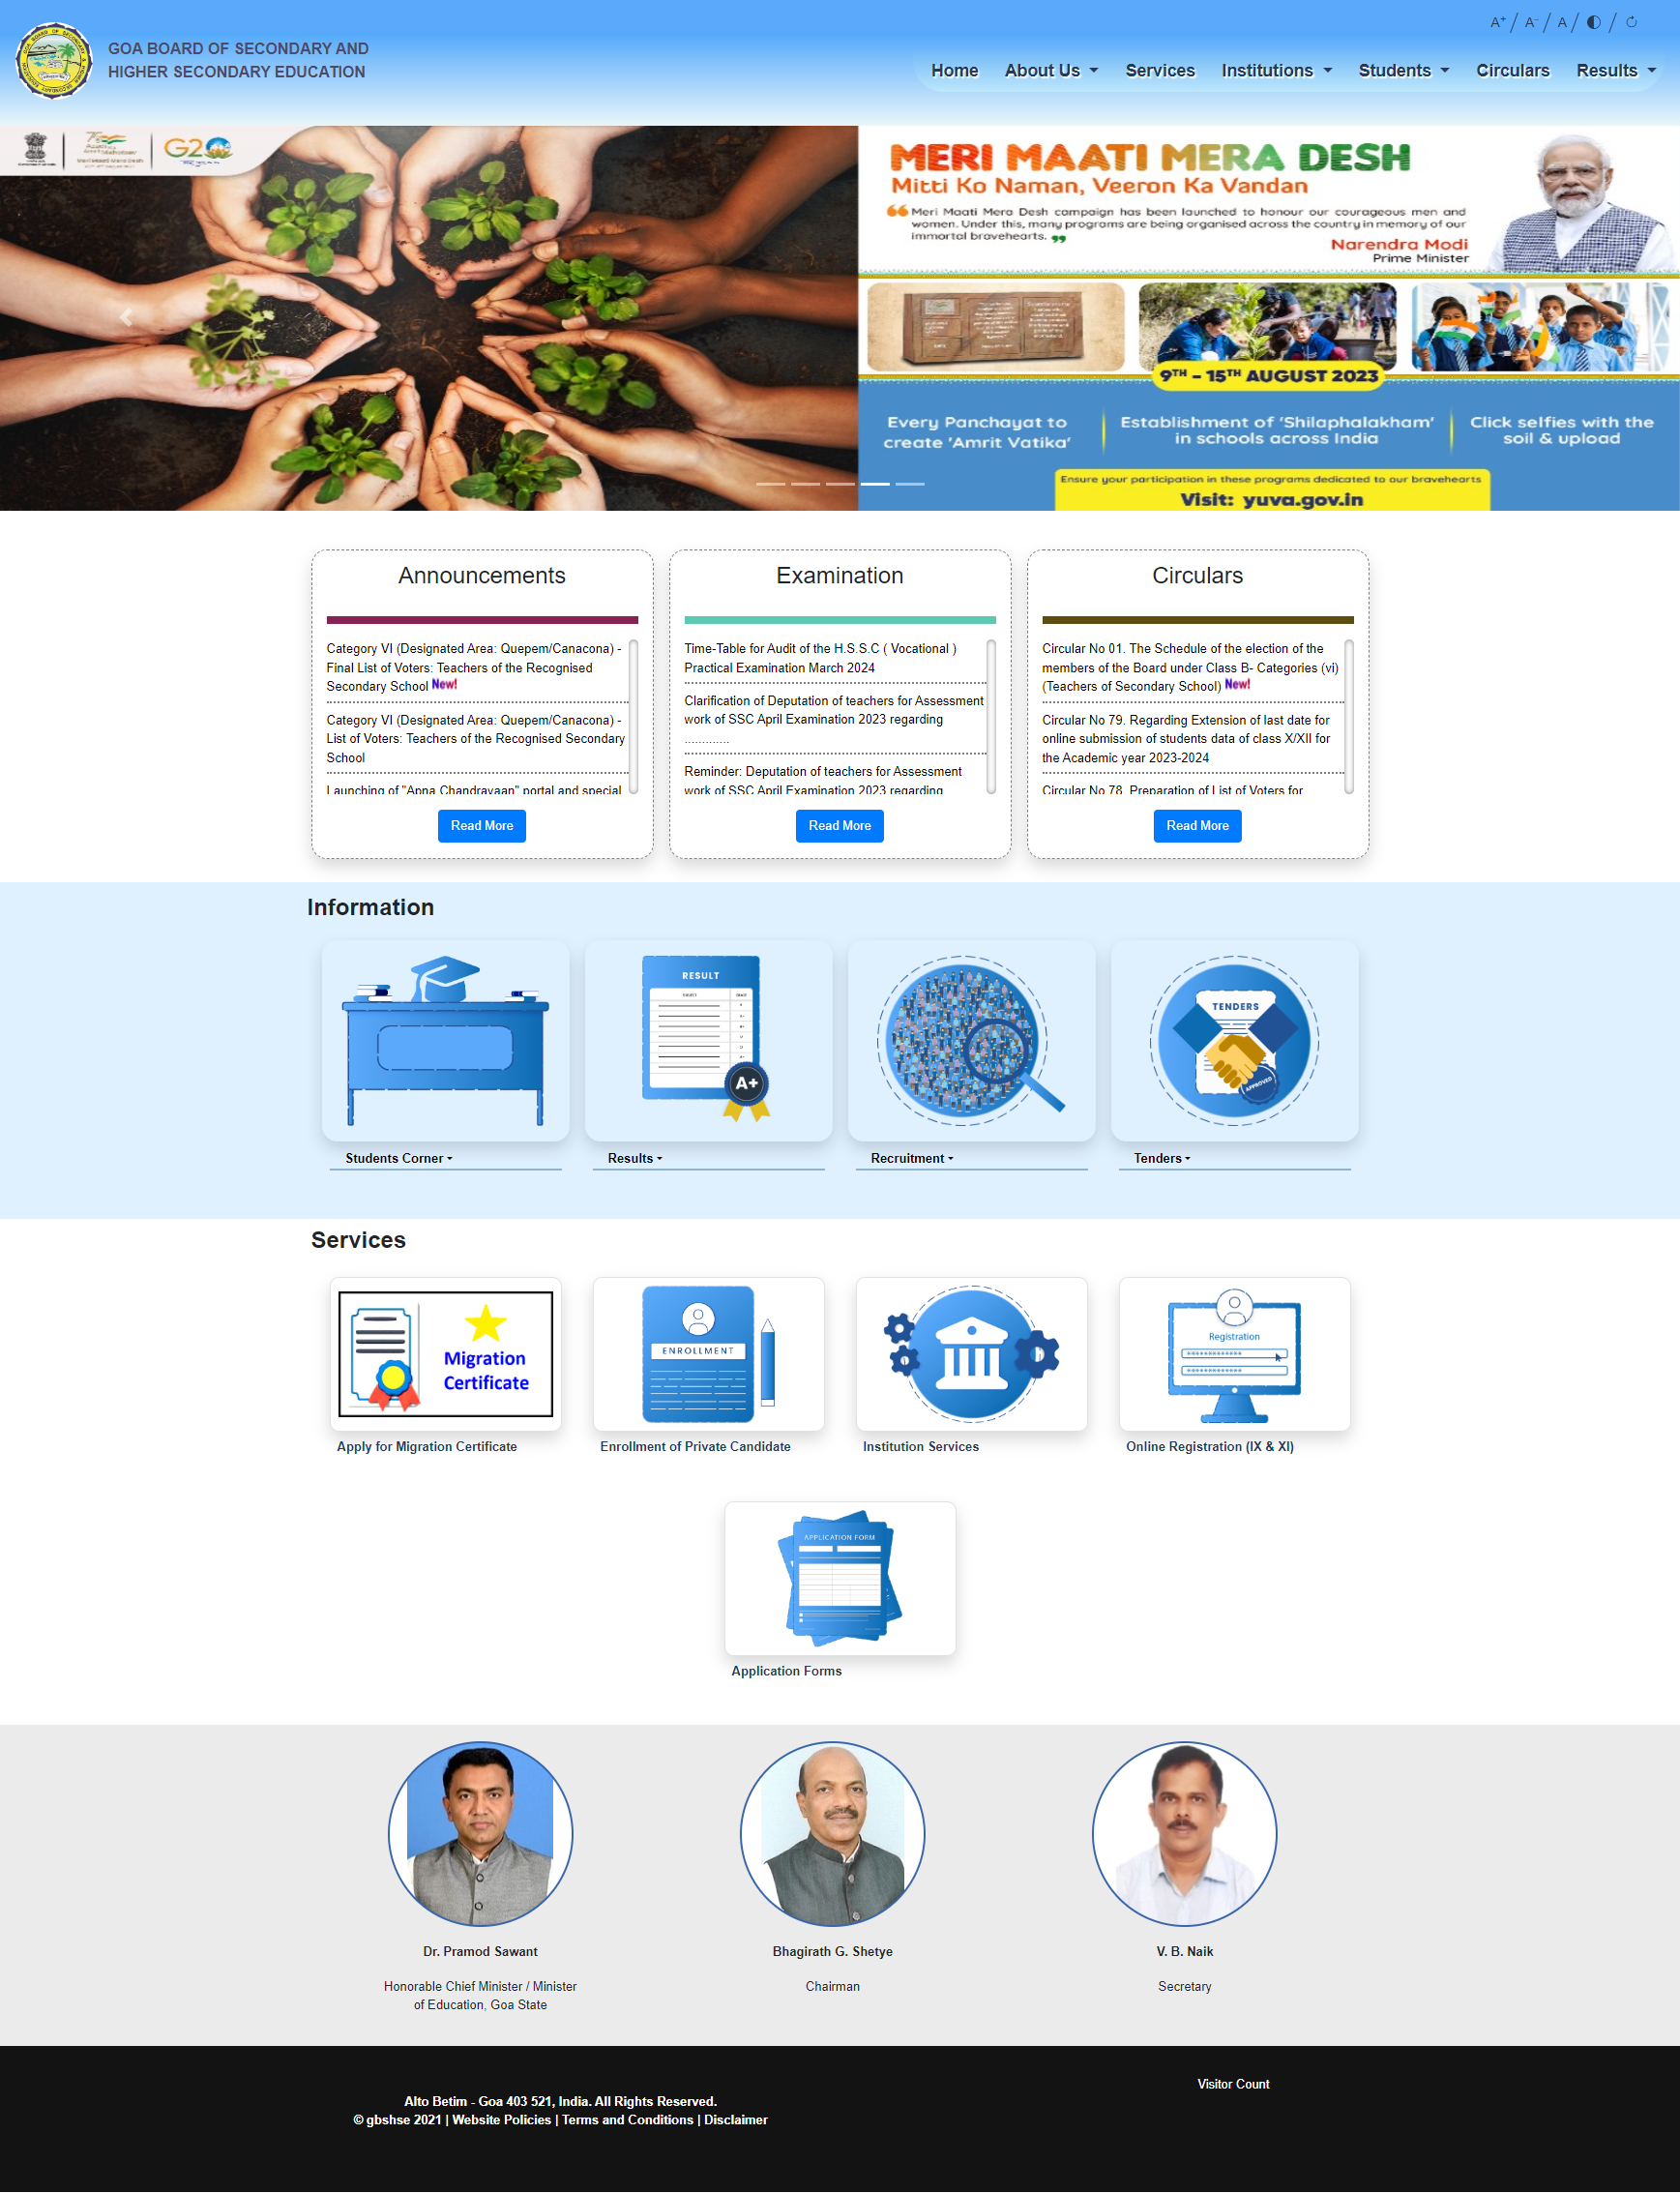 A+ / A- / A / /
GOA BOARD OF SECONDARY AND
HIGHER SECONDARY EDUCATION
Home About Us Services Institutions Students Circulars Results
G20
MERI MAATI MERA DESH
Mitti Ko Naman, Veeron Ka Vandan
Meri Maati Mera Desh campaign has been launched to honour our courageous men and
women. Under this, many programs are being organised across the country in memory of our
immortal bravehearts.
Narendra Modi
Prime Minister
9TH - 15TH AUGUST 2023
Every Panchayat to
create 'Amrit Vatika'
Establishment of 'Shilaphalakham'
in schools across India
Click selfies with the
soil & upload
Ensure your participation in these programs dedicated to our bravehearts
Visit: yuva.gov.in
Announcements
Category VI (Designated Area: Quepem/Canacona) -
Final List of Voters: Teachers of the Recognised
Secondary School New!
Category VI (Designated Area: Quepem/Canacona) -
List of Voters: Teachers of the Recognised Secondary
School
Launching of "Apna Chandrayaan" portal and special
Read More
Examination
Time-Table for Audit of the H.S.S.C ( Vocational )
Practical Examination March 2024
Clarification of Deputation of teachers for Assessment
work of SSC April Examination 2023 regarding
.............
Reminder: Deputation of teachers for Assessment
work of SSC April Examination 2023 regarding
Read More
Circulars
Circular No 01. The Schedule of the election of the
members of the Board under Class B- Categories (vi)
(Teachers of Secondary School) New!
Circular No 79. Regarding Extension of last date for
online submission of students data of class X/XII for
the Academic year 2023-2024
Circular No 78. Preparation of List of Voters for
Read More
Information
RESULT
A+
TENDERS
APPROVED
Students Corner
Results
Recruitment
Tenders
Services
Migration
Certificate
ENROLLMENT
Registration
Apply for Migration Certificate
Enrollment of Private Candidate
Institution Services
Online Registration (IX & XI)
APPLICATION FORM
Application Forms
Dr. Pramod Sawant
Honorable Chief Minister / Minister
of Education, Goa State
Bhagirath G. Shetye
Chairman
V. B. Naik
Secretary
Alto Betim - Goa 403 521, India. All Rights Reserved.
© gbshse 2021 | Website Policies | Terms and Conditions | Disclaimer
Visitor Count